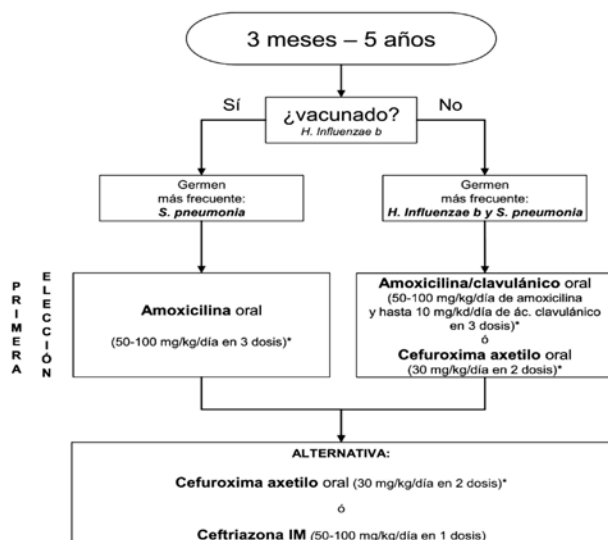 3 meses – 5 años
Sí
¿vacunado?
H. Influenzae b
No
Germen
más frecuente:
S. pneumonia
Germen
más frecuente:
H. Influenzae b y S. pneumonia
PRIMERA
ELECCIÓN
Amoxicilina oral
(50-100 mg/kg/día en 3 dosis)*
Amoxicilina/clavulánico oral
(50-100 mg/kg/día de amoxicilina
y hasta 10 mg/kd/día de ác. clavulánico
en 3 dosis)*
ó
Cefuroxima axetilo oral
(30 mg/kg/día en 2 dosis)*
ALTERNATIVA:
Cefuroxima axetilo oral (30 mg/kg/día en 2 dosis)*
ó
Ceftriazona IM (50-100 mg/kg/día en 1 dosis)